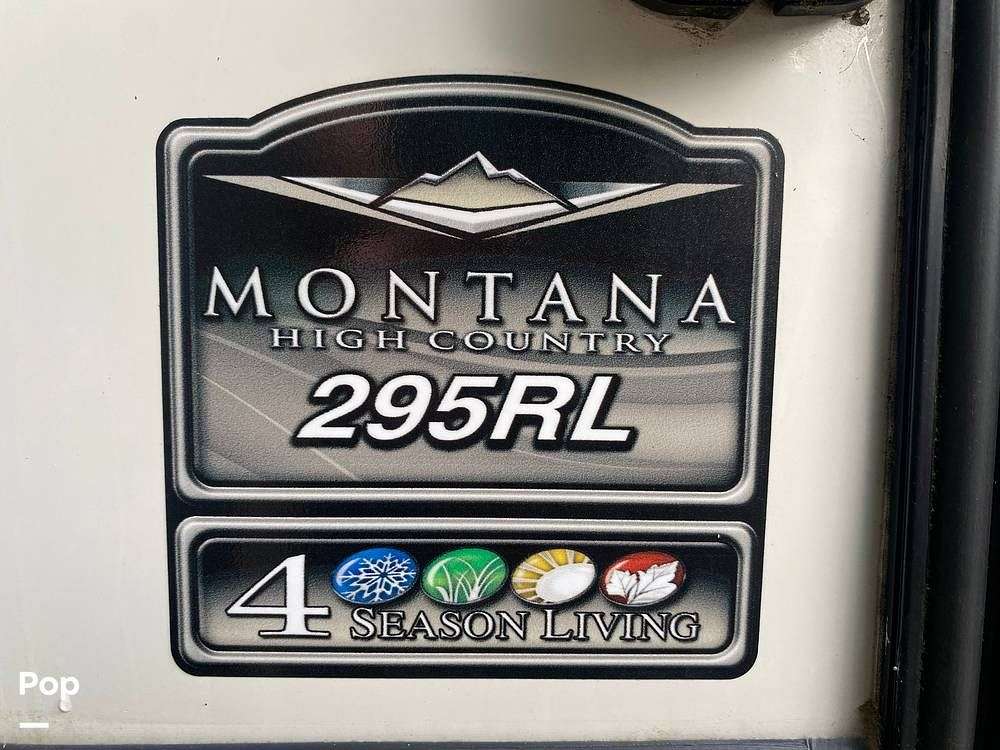 MONTANA
HIGH COUNTRY
295RL
4 SEASON LIVING
Pop